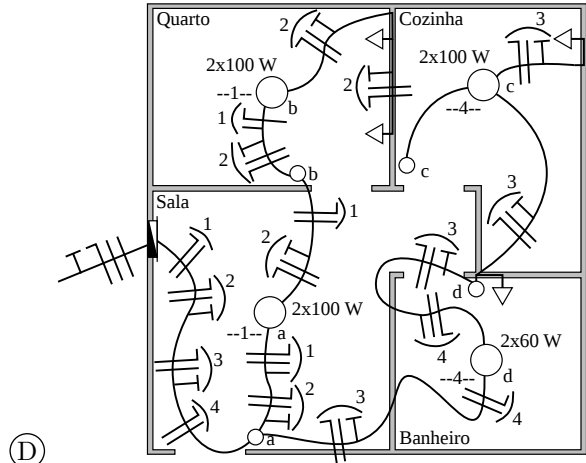 Quarto
2
Cozinha
3
2x100 W
2x100 W
--1--
b
2
c
--4--
1
2
b
c
Sala
1
1
3
2
2
3
d
2x100 W
--1--
a
3
1
4
2x60 W
2
--4--
d
4
3
4
a
Banheiro
D